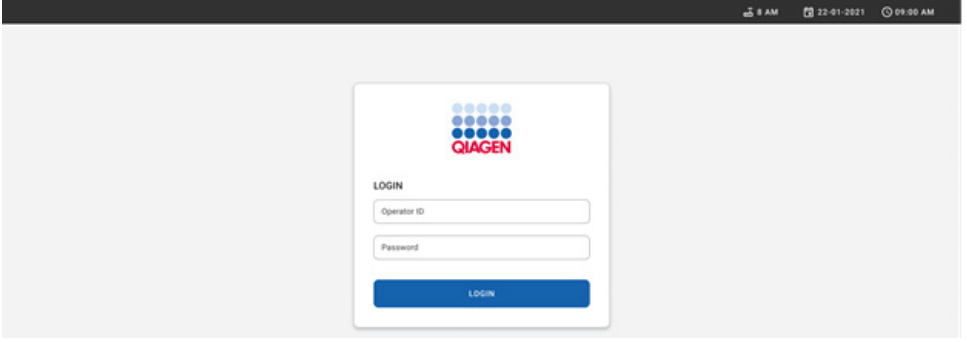 8 AM 22-01-2021 09:00 AM
QIAGEN
LOGIN
Operator ID
Password
LOGIN